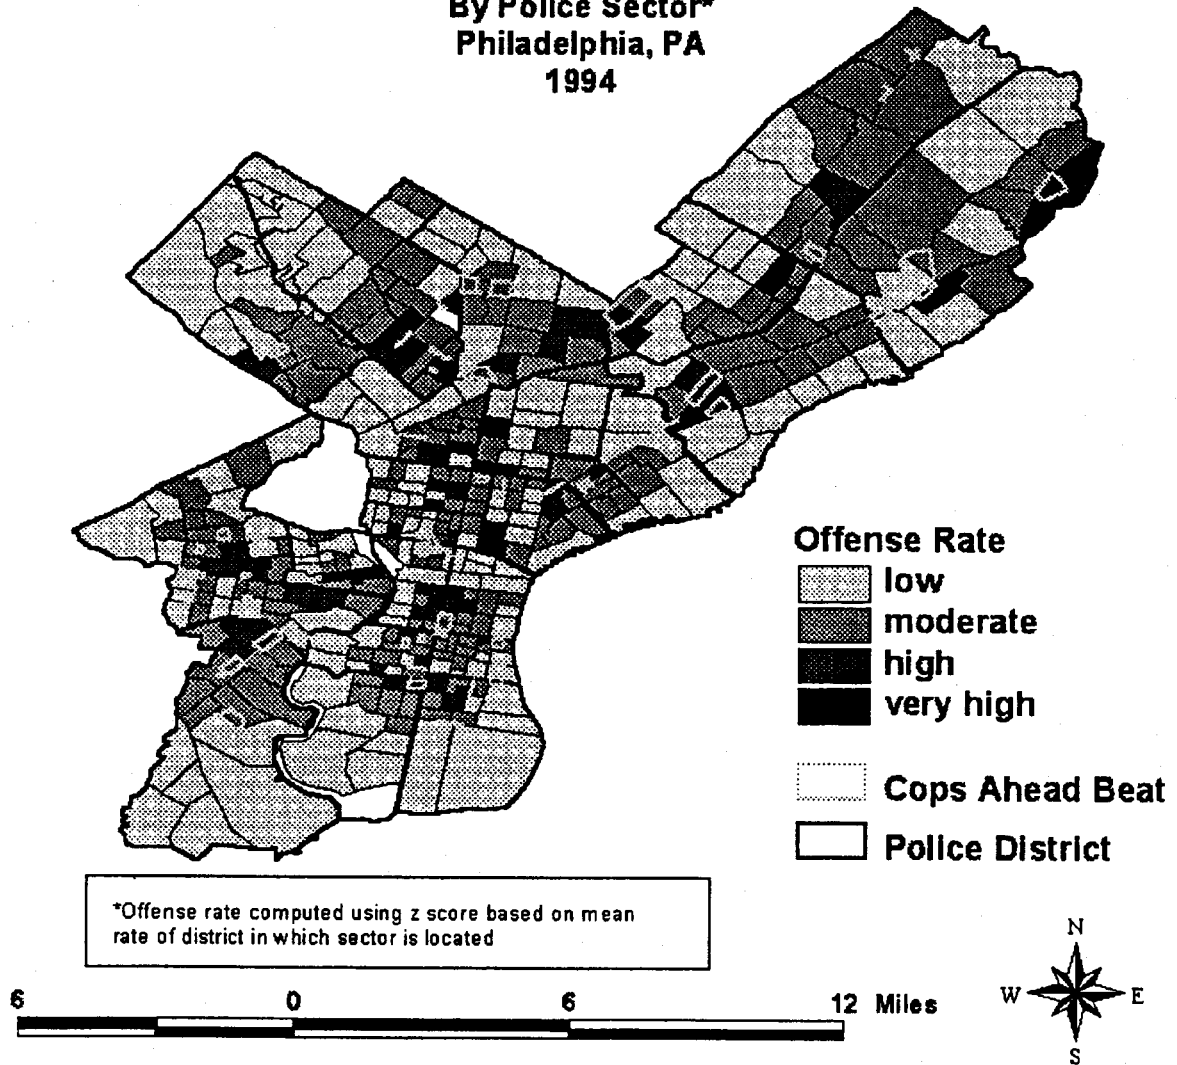 By Police Sector*
Philadelphia, PA
1994
Offense Rate
low
moderate
high
very high
Cops Ahead Beat
Police District
*Offense rate computed using z score based on mean
rate of district in which sector is located
6 0 6 12 Miles
N
W E
S